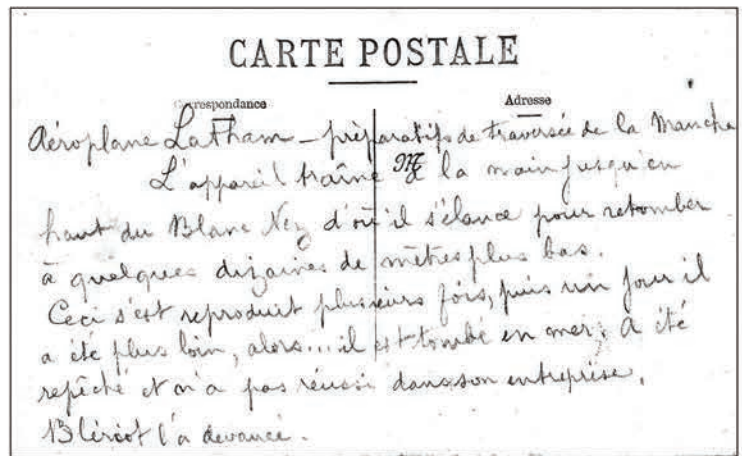 CARTE POSTALE
Correspondance
Adresse
Aéroplane Latham - préparatifs de traversée de la Manche
L'appareil traîné à la main jusqu'en
haut du Blanc Nez d'où il s'élance pour retomber
à quelques dizaines de mètres plus bas.
Ceci s'est reproduit plusieurs fois, puis un jour il
a été plus loin, alors... il est tombé en mer; a été
repêché et n'a pas réussi dans son entreprise,
Blériot l'a devancé.